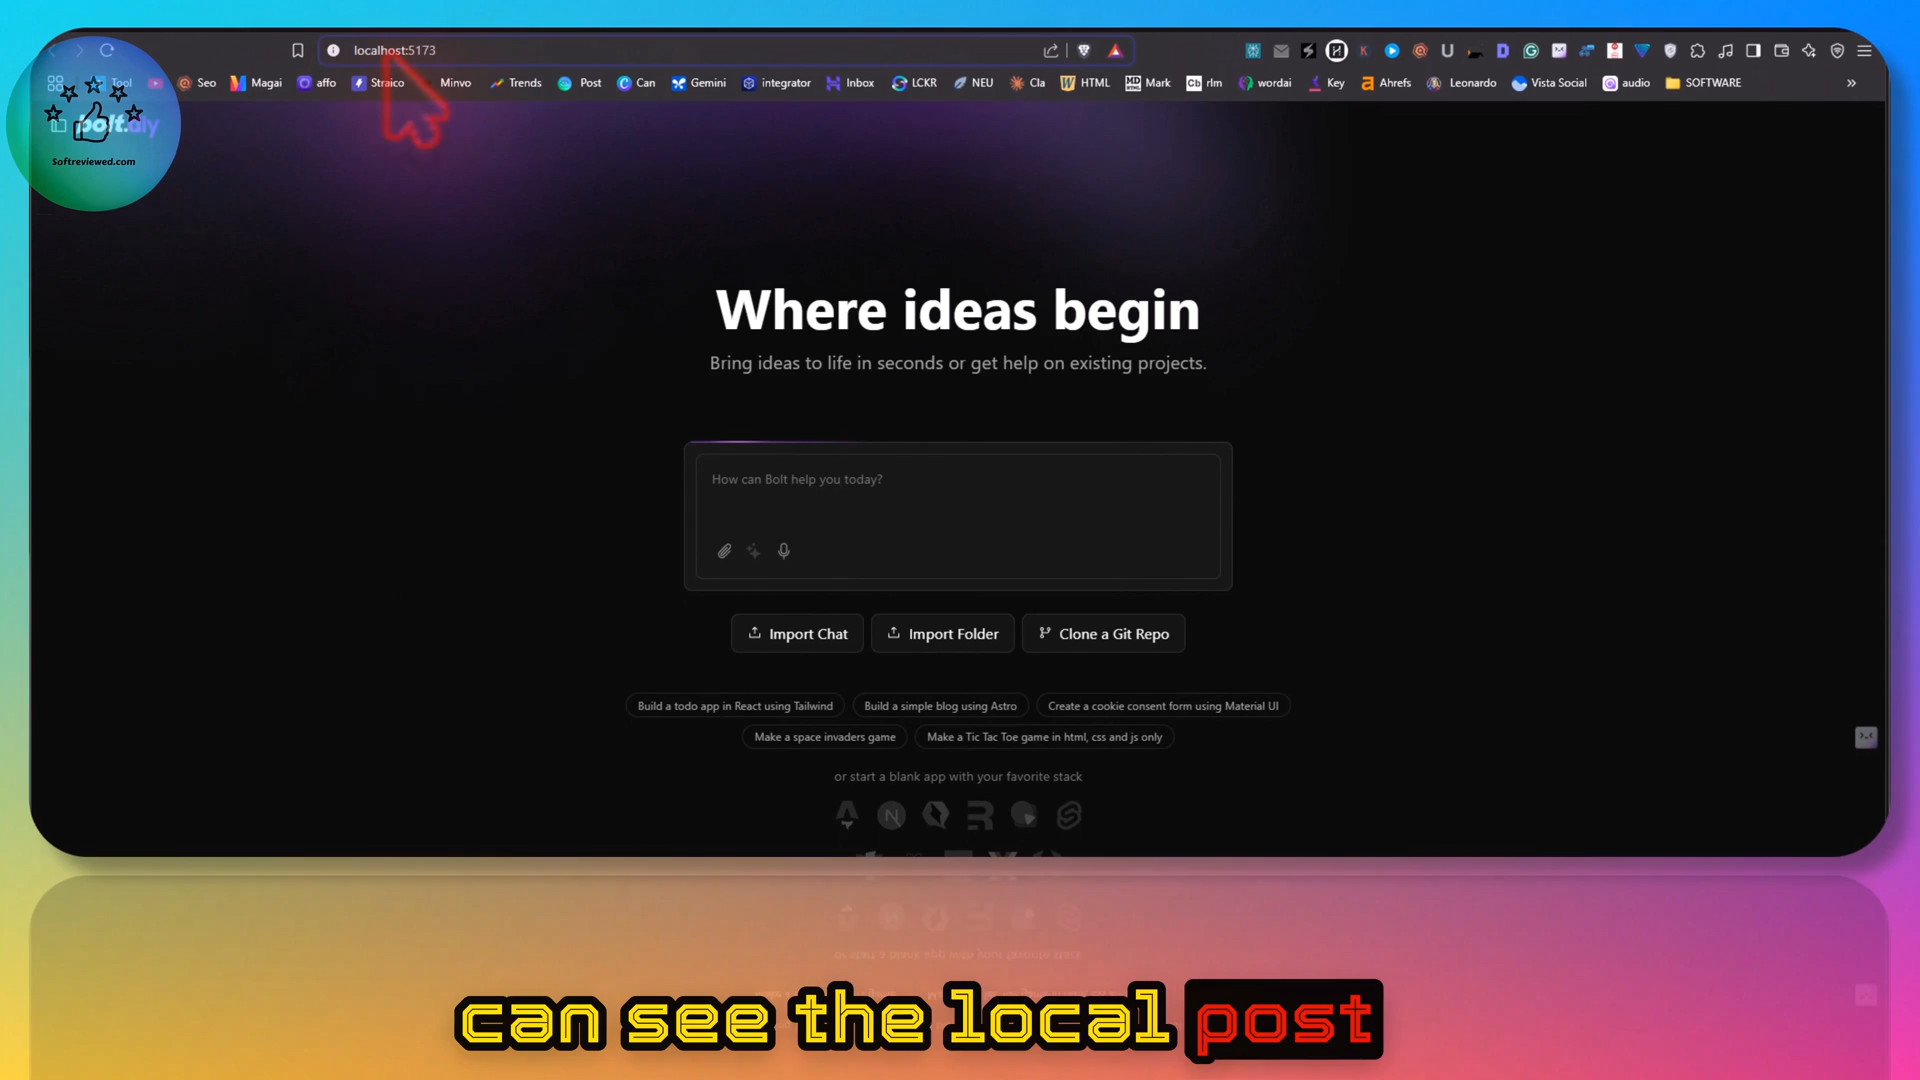 localhost:5173
Tool Seo Magai affo Straico Minvo Trends Post Can Gemini integrator Inbox LCKR NEU Cla HTML Mark rlm wordai Key Ahrefs Leonardo Vista Social audio SOFTWARE »
bolt.diy
Softreviewed.com
Where ideas begin
Bring ideas to life in seconds or get help on existing projects.
How can Bolt help you today?
Import Chat Import Folder Clone a Git Repo
Build a todo app in React using Tailwind Build a simple blog using Astro Create a cookie consent form using Material UI
Make a space invaders game Make a Tic Tac Toe game in html, css and js only
or start a blank app with your favorite stack
can see the local post